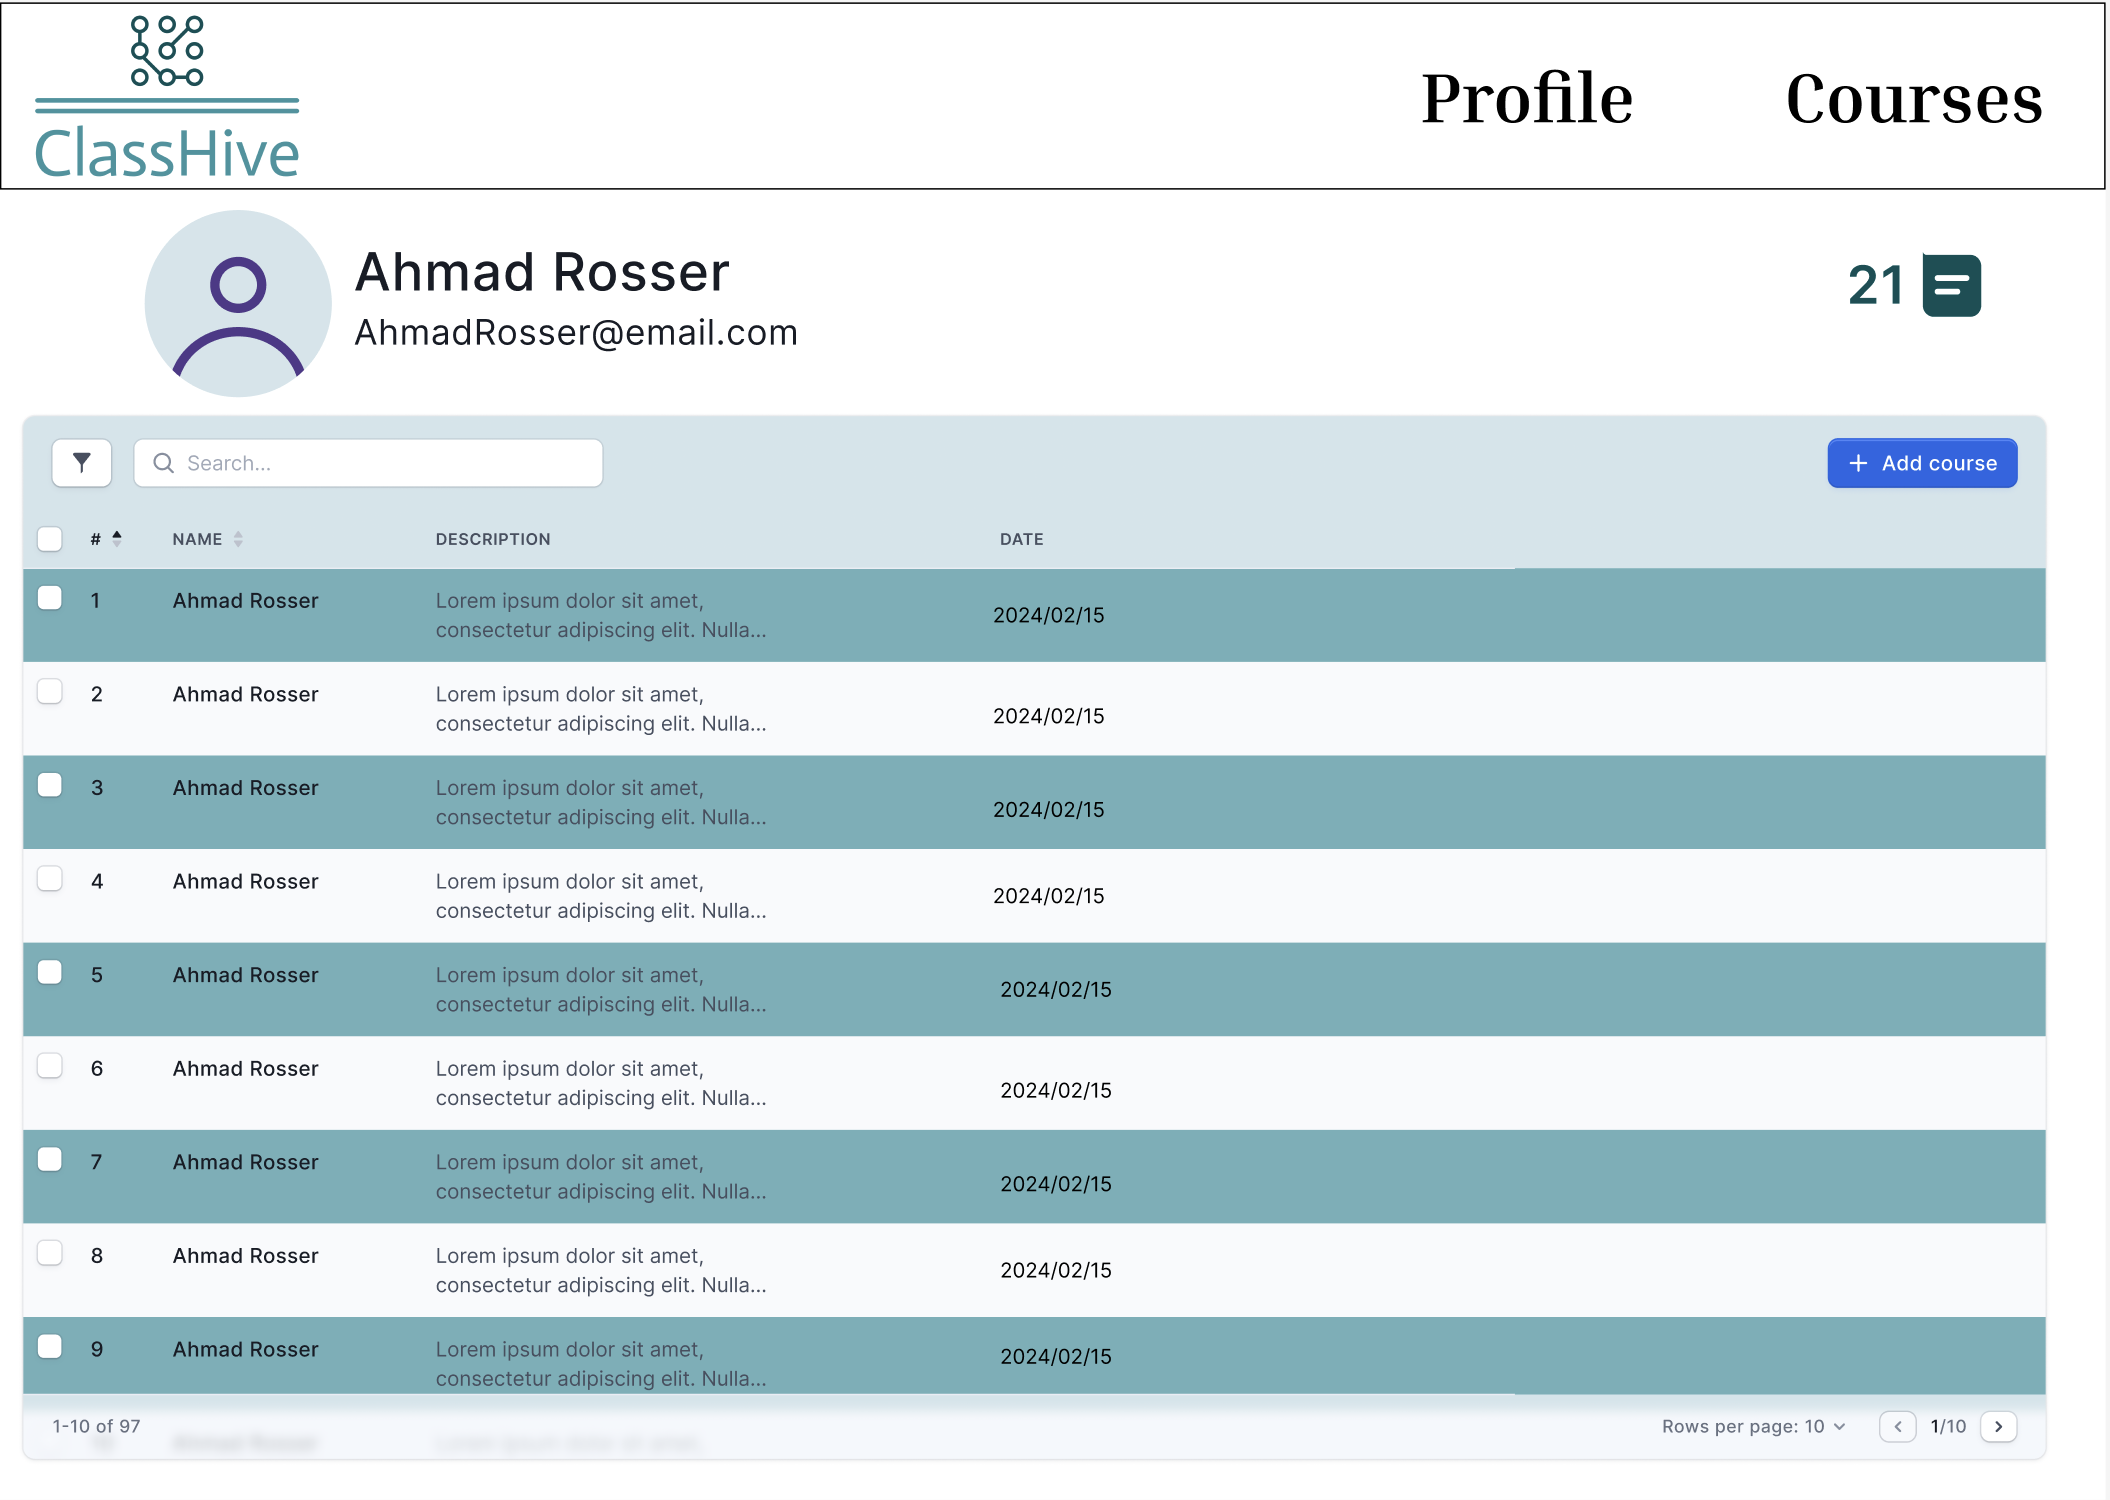 ClassHive
Profile Courses
Ahmad Rosser
AhmadRosser@email.com
21
Search...
+ Add course
# NAME DESCRIPTION DATE
1 Ahmad Rosser Lorem ipsum dolor sit amet,
consectetur adipiscing elit. Nulla...
2024/02/15
2 Ahmad Rosser Lorem ipsum dolor sit amet,
consectetur adipiscing elit. Nulla...
2024/02/15
3 Ahmad Rosser Lorem ipsum dolor sit amet,
consectetur adipiscing elit. Nulla...
2024/02/15
4 Ahmad Rosser Lorem ipsum dolor sit amet,
consectetur adipiscing elit. Nulla...
2024/02/15
5 Ahmad Rosser Lorem ipsum dolor sit amet,
consectetur adipiscing elit. Nulla...
2024/02/15
6 Ahmad Rosser Lorem ipsum dolor sit amet,
consectetur adipiscing elit. Nulla...
2024/02/15
7 Ahmad Rosser Lorem ipsum dolor sit amet,
consectetur adipiscing elit. Nulla...
2024/02/15
8 Ahmad Rosser Lorem ipsum dolor sit amet,
consectetur adipiscing elit. Nulla...
2024/02/15
9 Ahmad Rosser Lorem ipsum dolor sit amet,
consectetur adipiscing elit. Nulla...
2024/02/15
1-10 of 97 Rows per page: 10 1/10